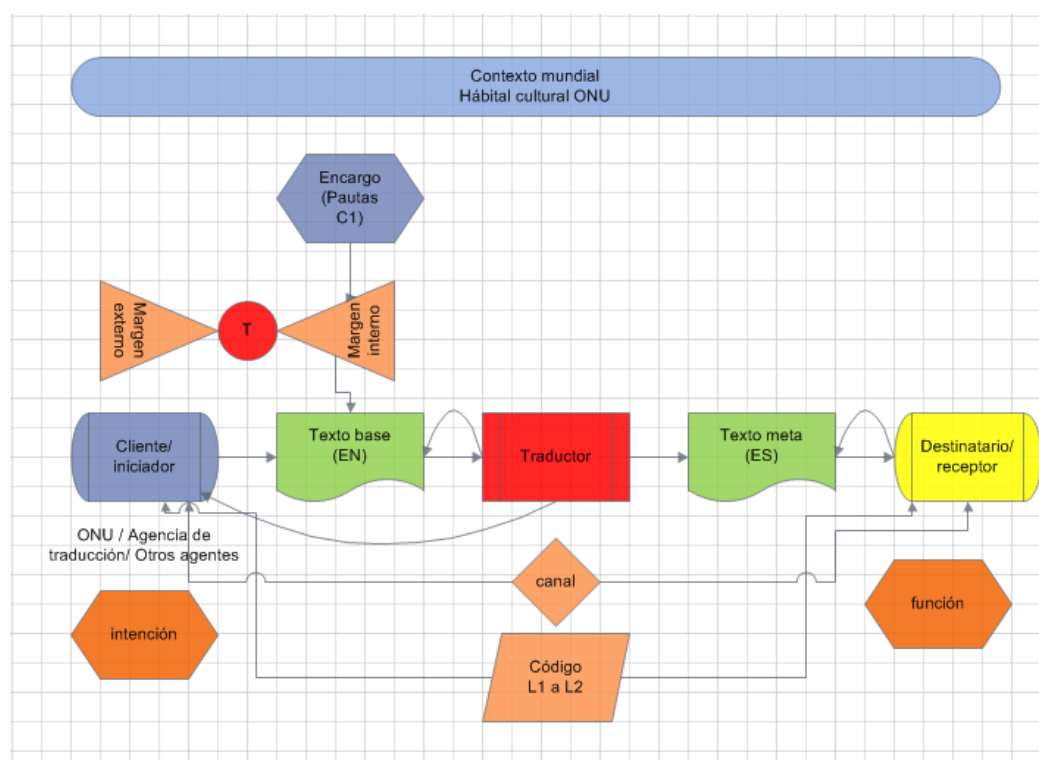 Contexto mundial
Hábital cultural ONU
Encargo
(Pautas
C1)
Margen
externo
T
Margen
interno
Cliente/
iniciador
Texto base
(EN)
Traductor
Texto meta
(ES)
Destinatario/
receptor
ONU / Agencia de
traducción/ Otros agentes
canal
intención
función
Código
L1 a L2